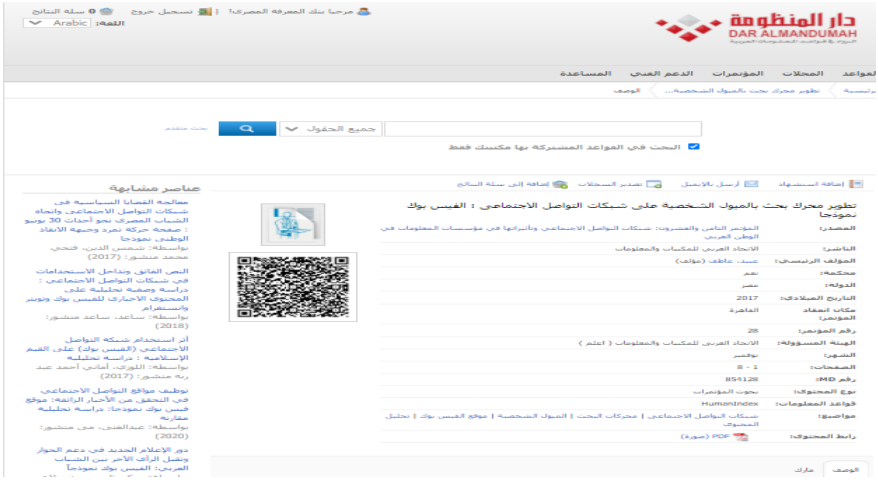 مرحبا بنك المعرفة المصري! | تسجيل خروج 0 سلة النتائج
اللغة: Arabic
دار المنظومة
DAR ALMANDUMAH
القواعد المجلات المؤتمرات الدعم الفني المساعدة
الرئيسية تطوير محرك بحث بالميول الشخصية... الوصف
جميع الحقول بحث متقدم
البحث في القواعد المشتركة بها مكتبتك فقط
إضافة استشهاد أرسل بالإيميل تصدير السجلات إضافة إلى سلة النتائج
تطوير محرك بحث بالميول الشخصية على شبكات التواصل الاجتماعي : الفيس بوك
نموذجا
المصدر: المؤتمر الثامن والعشرون: شبكات التواصل الاجتماعي وتأثيراتها في مؤسسات المعلومات في
الوطن العربي
الناشر: الاتحاد العربي للمكتبات والمعلومات
المؤلف الرئيسي: عبيد، عاطف (مؤلف)
محكمة: نعم
الدولة: مصر
التاريخ الميلادي: 2017
مكان انعقاد
المؤتمر: القاهرة
رقم المؤتمر: 28
الهيئة المسؤولة: الاتحاد العربي للمكتبات والمعلومات ( اعلم )
الشهر: نوفمبر
الصفحات: 1 - 8
رقم MD: 854128
نوع المحتوى: بحوث المؤتمرات
قواعد المعلومات: HumanIndex
مواضيع: شبكات التواصل الاجتماعي | محركات البحث | الميول الشخصية | موقع الفيس بوك | تحليل
المحتوى
رابط المحتوى: PDF (صورة)
الوصف مارك
عناصر مشابهة
معالجة القضايا السياسية في
شبكات التواصل الاجتماعي واتجاه
الشباب المصري نحو أحداث 30 يونيو
: صفحة حركة تمرد وجبهة الانقاذ
الوطني نموذجا
بواسطة: شمس الدين، فتحي
محمد منشور: (2017)
النص الفائق وتداخل الاستخدامات
في شبكات التواصل الاجتماعي :
دراسة وصفية تحليلية على
المحتوى الاخباري للفيس بوك وتويتر
وانستغرام
بواسطة: ساعد، ساعد منشور:
(2018)
أثر استخدام شبكة التواصل
الاجتماعي (الفيس بوك) على القيم
الإسلامية : دراسة تحليلية
بواسطة: اللوزي، أماني أحمد عبد
ربه منشور: (2017)
توظيف مواقع التواصل الاجتماعي
في التحقق من الأخبار الزائفة: موقع
فيس بوك نموذجا: دراسة تحليلية
مقارنة
بواسطة: عبدالغني، مي منشور:
(2020)
دور الإعلام الجديد في دعم الحوار
وتقبل الرأي الآخر بين الشباب
العربي: الفيس بوك نموذجاً